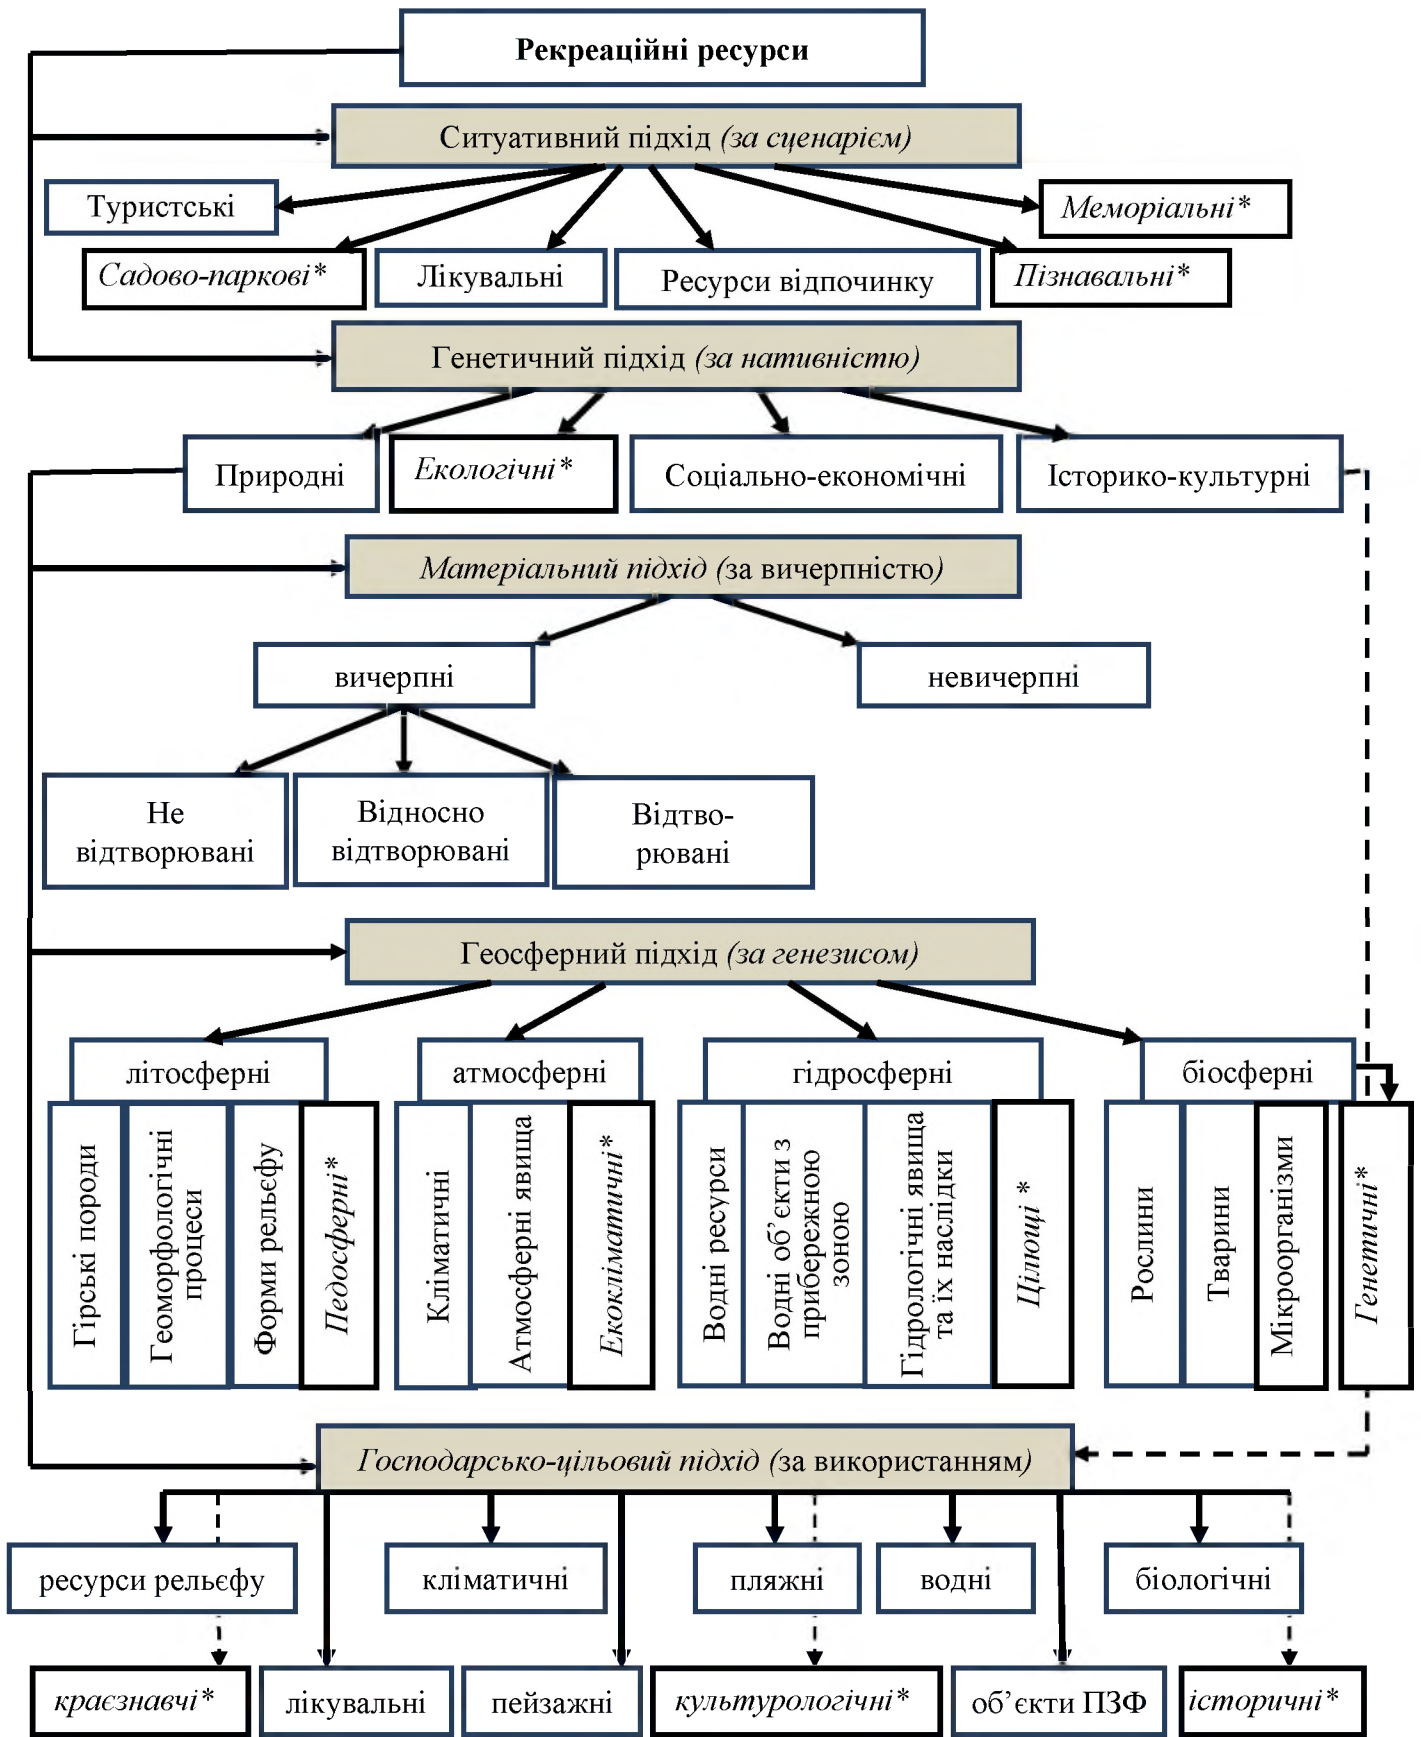 Рекреаційні ресурси
Ситуативний підхід (за сценарієм)
Туристські
Меморіальні*
Садово-паркові*
Лікувальні
Ресурси відпочинку
Пізнавальні*
Генетичний підхід (за нативністю)
Природні
Екологічні*
Соціально-економічні
Історико-культурні
Матеріальний підхід (за вичерпністю)
вичерпні
невичерпні
Не
відтворювані
Відносно
відтворювані
Відтво-
рювані
Геосферний підхід (за генезисом)
літосферні
атмосферні
гідросферні
біосферні
Гірські породи
Геоморфологічні
процеси
Форми рельєфу
Педосферні*
Кліматичні
Атмосферні явища
Екокліматичні*
Водні ресурси
Водні об’єкти з
прибережною
зоною
Гідрологічні явища
та їх наслідки
Цілющі*
Рослини
Тварини
Мікроорганізми
Генетичні*
Господарсько-цільовий підхід (за використанням)
ресурси рельєфу
кліматичні
пляжні
водні
біологічні
краєзнавчі*
лікувальні
пейзажні
культурологічні*
об’єкти ПЗФ
історичні*